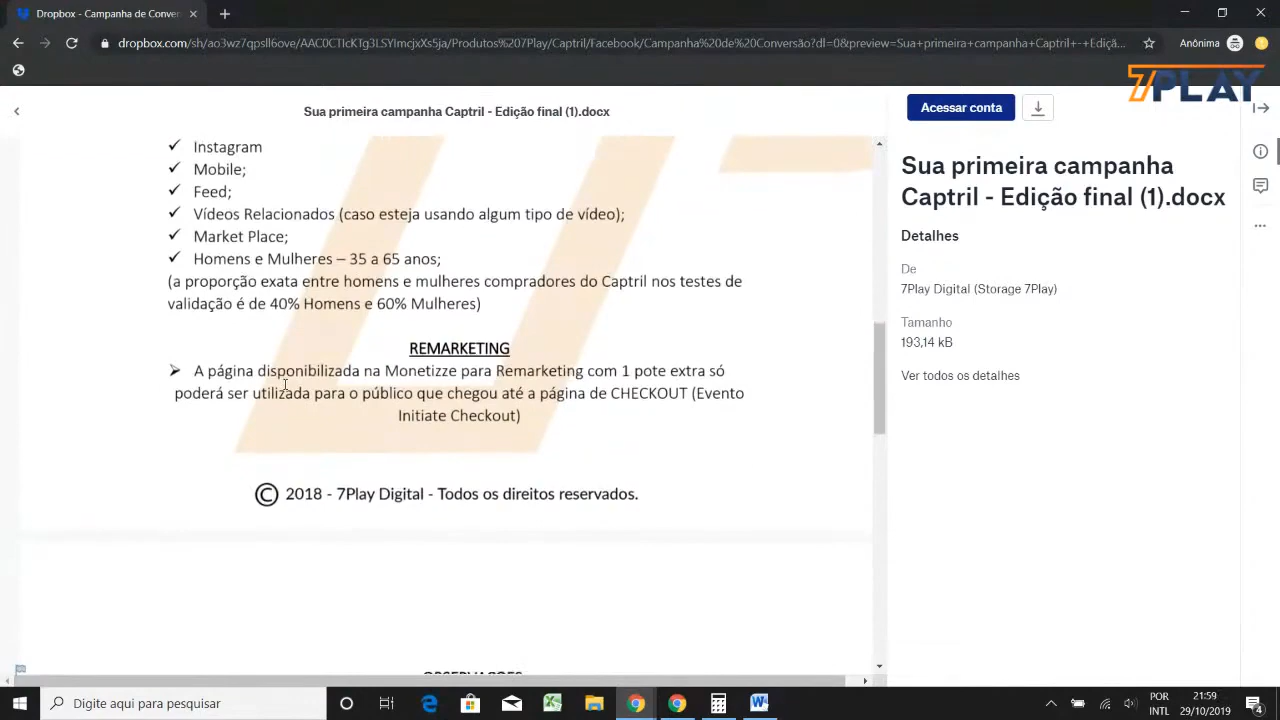 Dropbox - Campanha de Conver
dropbox.com/sh/ao3wz7qpsll6ove/AAC0CTIcKTg3LSYImcjxXs5ja/Produtos%207Play/Captril/Facebook/Campanha%20de%20Conversão?dl=0&preview=Sua+primeira+campanha+Captril+-+Ediçã...
Anônima
7PLAY
Sua primeira campanha Captril - Edição final (1).docx
Acessar conta
✓ Instagram
✓ Mobile;
✓ Feed;
✓ Vídeos Relacionados (caso esteja usando algum tipo de vídeo);
✓ Market Place;
✓ Homens e Mulheres – 35 a 65 anos;
(a proporção exata entre homens e mulheres compradores do Captril nos testes de
validação é de 40% Homens e 60% Mulheres)
REMARKETING
➢ A página disponibilizada na Monetizze para Remarketing com 1 pote extra só
poderá ser utilizada para o público que chegou até a página de CHECKOUT (Evento
Initiate Checkout)
© 2018 - 7Play Digital - Todos os direitos reservados.
OBSERVAÇÕES
Sua primeira campanha
Captril - Edição final (1).docx
Detalhes
De
7Play Digital (Storage 7Play)
Tamanho
193,14 kB
Ver todos os detalhes
Digite aqui para pesquisar
POR
INTL
21:59
29/10/2019
4